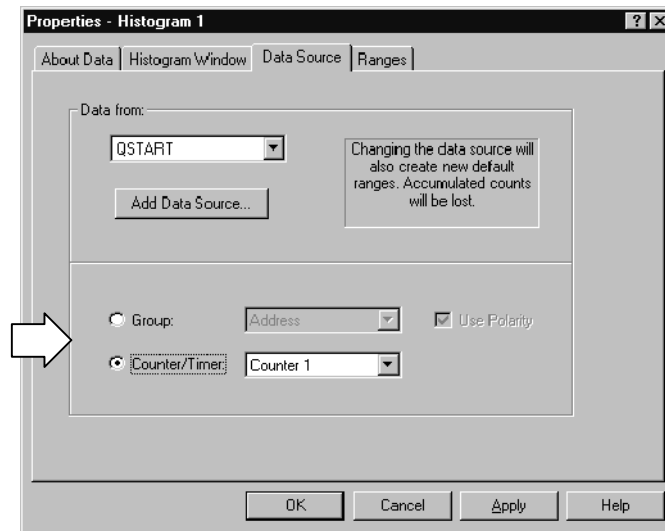 Properties - Histogram 1
About Data
Histogram Window
Data Source
Ranges
Data from:
QSTART
Add Data Source...
Changing the data source will
also create new default
ranges. Accumulated counts
will be lost.
Group:
Address
Use Polarity
Counter/Timer:
Counter 1
OK
Cancel
Apply
Help